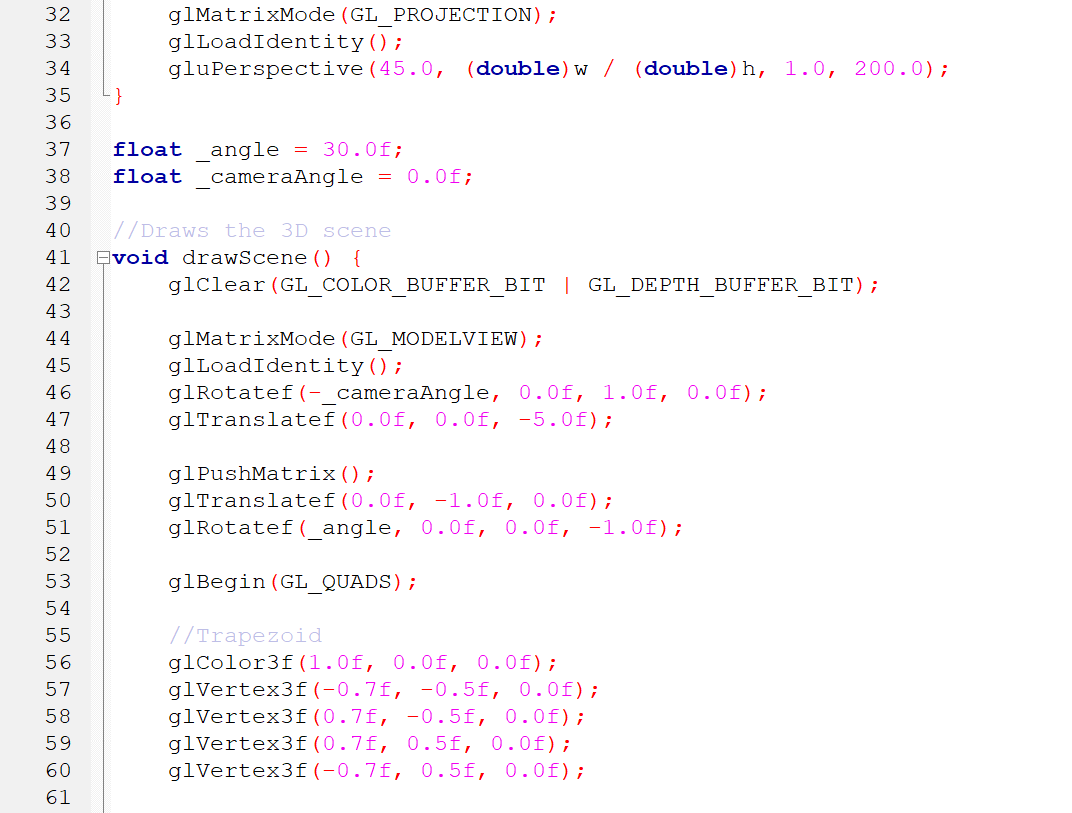 32 glMatrixMode(GL_PROJECTION);
33 glLoadIdentity();
34 gluPerspective(45.0, (double)w / (double)h, 1.0, 200.0);
35 }
36
37 float _angle = 30.0f;
38 float _cameraAngle = 0.0f;
39
40 //Draws the 3D scene
41 void drawScene() {
42 glClear(GL_COLOR_BUFFER_BIT | GL_DEPTH_BUFFER_BIT);
43
44 glMatrixMode(GL_MODELVIEW);
45 glLoadIdentity();
46 glRotatef(-_cameraAngle, 0.0f, 1.0f, 0.0f);
47 glTranslatef(0.0f, 0.0f, -5.0f);
48
49 glPushMatrix();
50 glTranslatef(0.0f, -1.0f, 0.0f);
51 glRotatef(_angle, 0.0f, 0.0f, -1.0f);
52
53 glBegin(GL_QUADS);
54
55 //Trapezoid
56 glColor3f(1.0f, 0.0f, 0.0f);
57 glVertex3f(-0.7f, -0.5f, 0.0f);
58 glVertex3f(0.7f, -0.5f, 0.0f);
59 glVertex3f(0.7f, 0.5f, 0.0f);
60 glVertex3f(-0.7f, 0.5f, 0.0f);
61